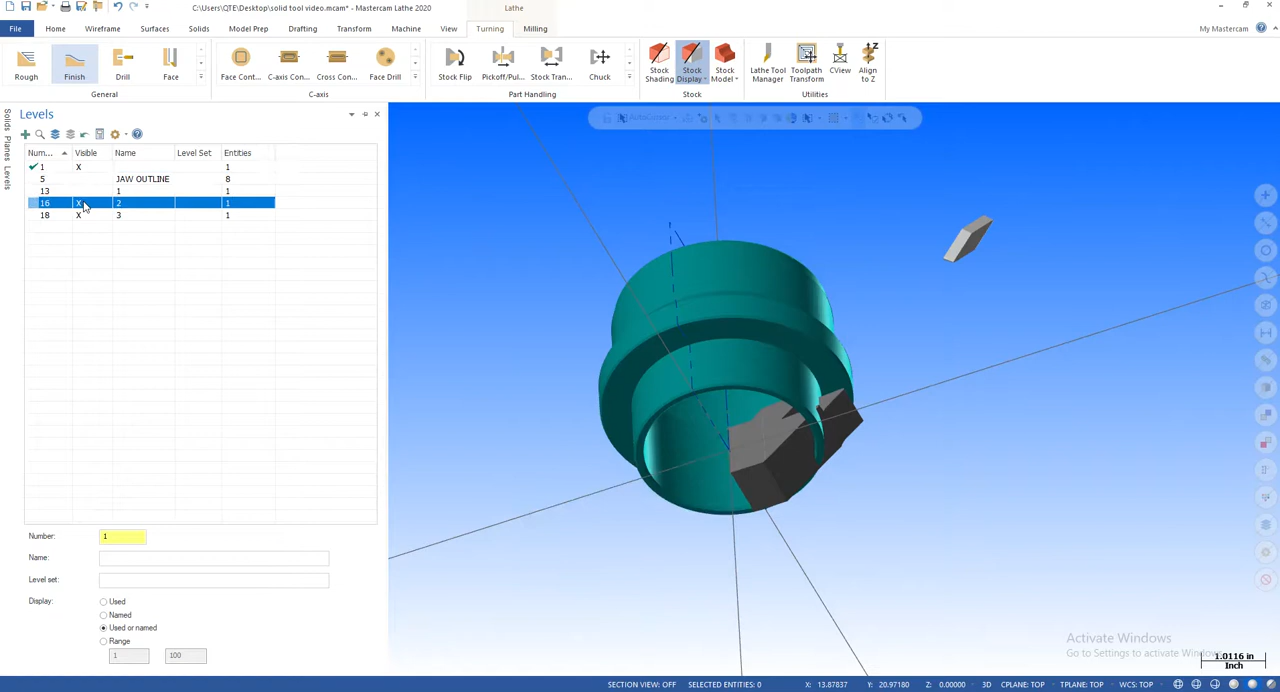 C:\Users\QTE\Desktop\solid tool video.mcam* - Mastercam Lathe 2020
Lathe
File Home Wireframe Surfaces Solids Model Prep Drafting Transform Machine View Turning Milling
My Mastercam
Rough Finish Drill Face
General
Face Cont... C-axis Con... Cross Con... Face Drill
C-axis
Stock Flip Pickoff/Pul... Stock Tran... Chuck
Part Handling
Stock Shading Stock Display Stock Model
Stock
Lathe Tool Manager Toolpath Transform CView Align to Z
Utilities
Solids Planes Levels
Levels
AutoCursor
Num... Visible Name Level Set Entities
1 X 1
5 JAW OUTLINE 8
13 1 1
16 X 2 1
18 X 3 1
Number: 1
Name:
Level set:
Display: Used
Named
Used or named
Range
1 100
Activate Windows
Go to Settings to activate Windows.
1.0116 in
Inch
SECTION VIEW: OFF SELECTED ENTITIES: 0 X: 13.87837 Y: 20.97180 Z: 0.00000 3D CPLANE: TOP TPLANE: TOP WCS: TOP